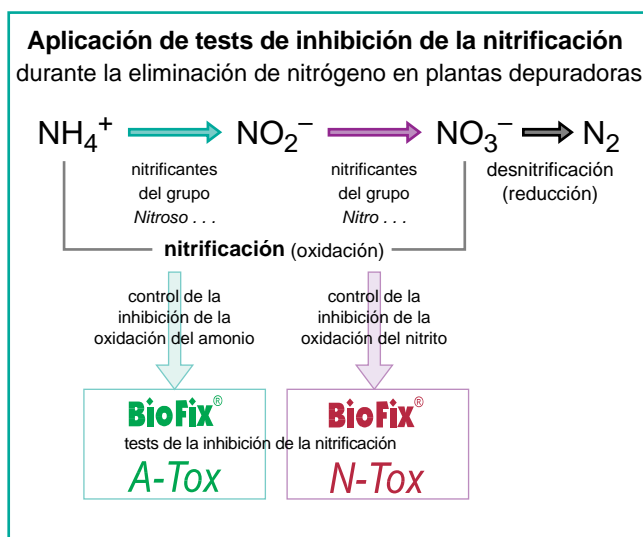 Aplicación de tests de inhibición de la nitrificación
durante la eliminación de nitrógeno en plantas depuradoras
NH₄⁺ NO₂⁻ NO₃⁻ N₂
nitrificantes
del grupo
Nitroso . . .
nitrificantes
del grupo
Nitro . . .
desnitrificación
(reducción)
nitrificación (oxidación)
control de la
inhibición de la
oxidación del amonio
control de la
inhibición de la
oxidación del nitrito
BioFix®
BioFix®
tests de la inhibición de la nitrificación
A-Tox
N-Tox